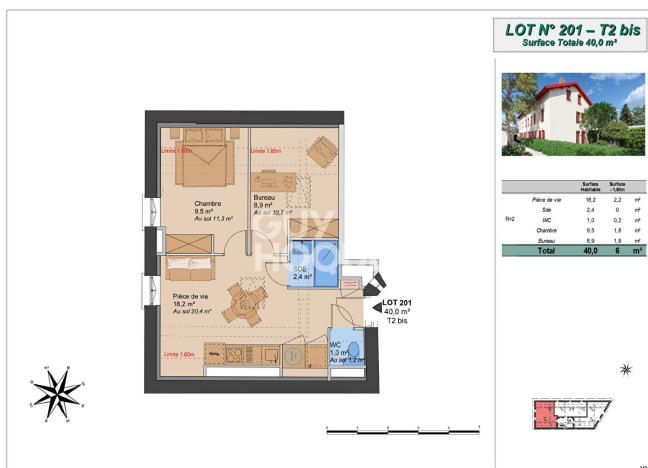 LOT N° 201 – T2 bis
Surface Totale 40,0 m²
Limite 1.80m
Limite 1.80m
Chambre
9.5 m²
Au sol 11,3 m²
Bureau
8,9 m²
Au sol 10,7 m²
GUY
HOQUET
SDE
2.4 m²
Pièce de vie
18,2 m²
Au sol 20,4 m²
LOT 201
40,0 m²
T2 bis
WC
1,0 m²
Au sol 1,2 m²
Limite 1.80m
Surface Habitable
Surface - 1,80m
R+2
Pièce de vie 18,2 2,2 m²
Sde 2,4 0 m²
WC 1,0 0,2 m²
Chambre 9,5 1,8 m²
Bureau 8,9 1,8 m²
Total 40,0 6 m²